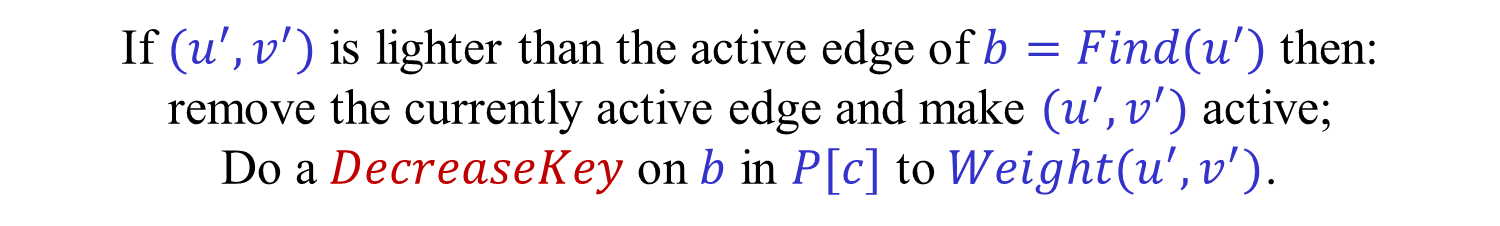 If (u′, v′) is lighter than the active edge of b = Find(u′) then:
remove the currently active edge and make (u′, v′) active;
Do a DecreaseKey on b in P[c] to Weight(u′, v′).